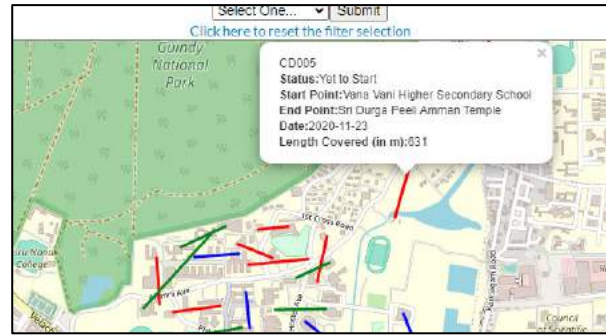 Select One... Submit
Click here to reset the filter selection
Guindy
National
Park
×
CD005
Status:Yet to Start
Start Point:Vana Vani Higher Secondary School
End Point:Sri Durga Peeli Amman Temple
Date:2020-11-23
Length Covered (in m):631
1st Cross Road
College
Council
of Scientific